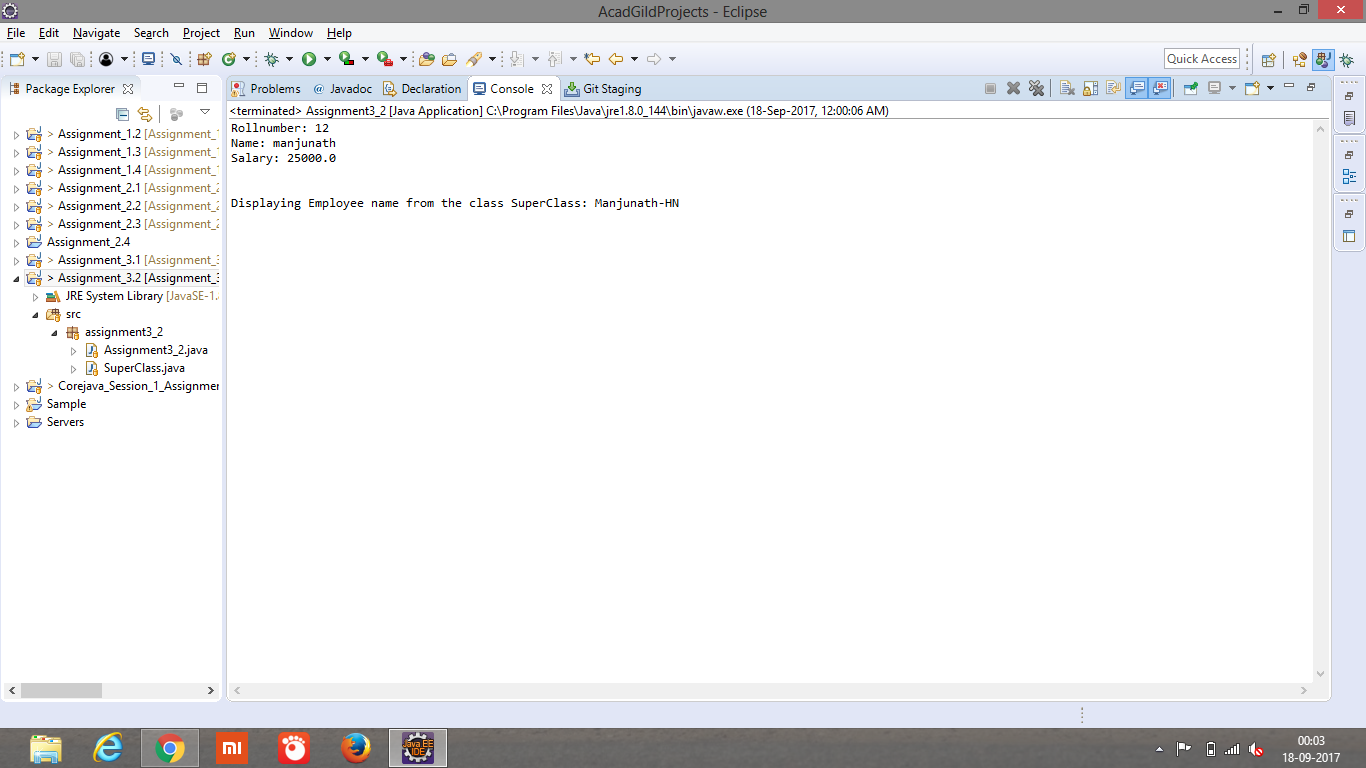 AcadGildProjects - Eclipse
File Edit Navigate Search Project Run Window Help
Quick Access
Package Explorer
Problems @ Javadoc Declaration Console Git Staging
<terminated> Assignment3_2 [Java Application] C:\Program Files\Java\jre1.8.0_144\bin\javaw.exe (18-Sep-2017, 12:00:06 AM)
Rollnumber: 12
Name: manjunath
Salary: 25000.0
Displaying Employee name from the class SuperClass: Manjunath-HN
> Assignment_1.2 [Assignment_1
> Assignment_1.3 [Assignment_1
> Assignment_1.4 [Assignment_1
> Assignment_2.1 [Assignment_2
> Assignment_2.2 [Assignment_2
> Assignment_2.3 [Assignment_2
Assignment_2.4
> Assignment_3.1 [Assignment_3
> Assignment_3.2 [Assignment_3
JRE System Library [JavaSE-1.
src
assignment3_2
Assignment3_2.java
SuperClass.java
> Corejava_Session_1_Assignmen
Sample
Servers
mi
Java EE
IDE
00:03
18-09-2017